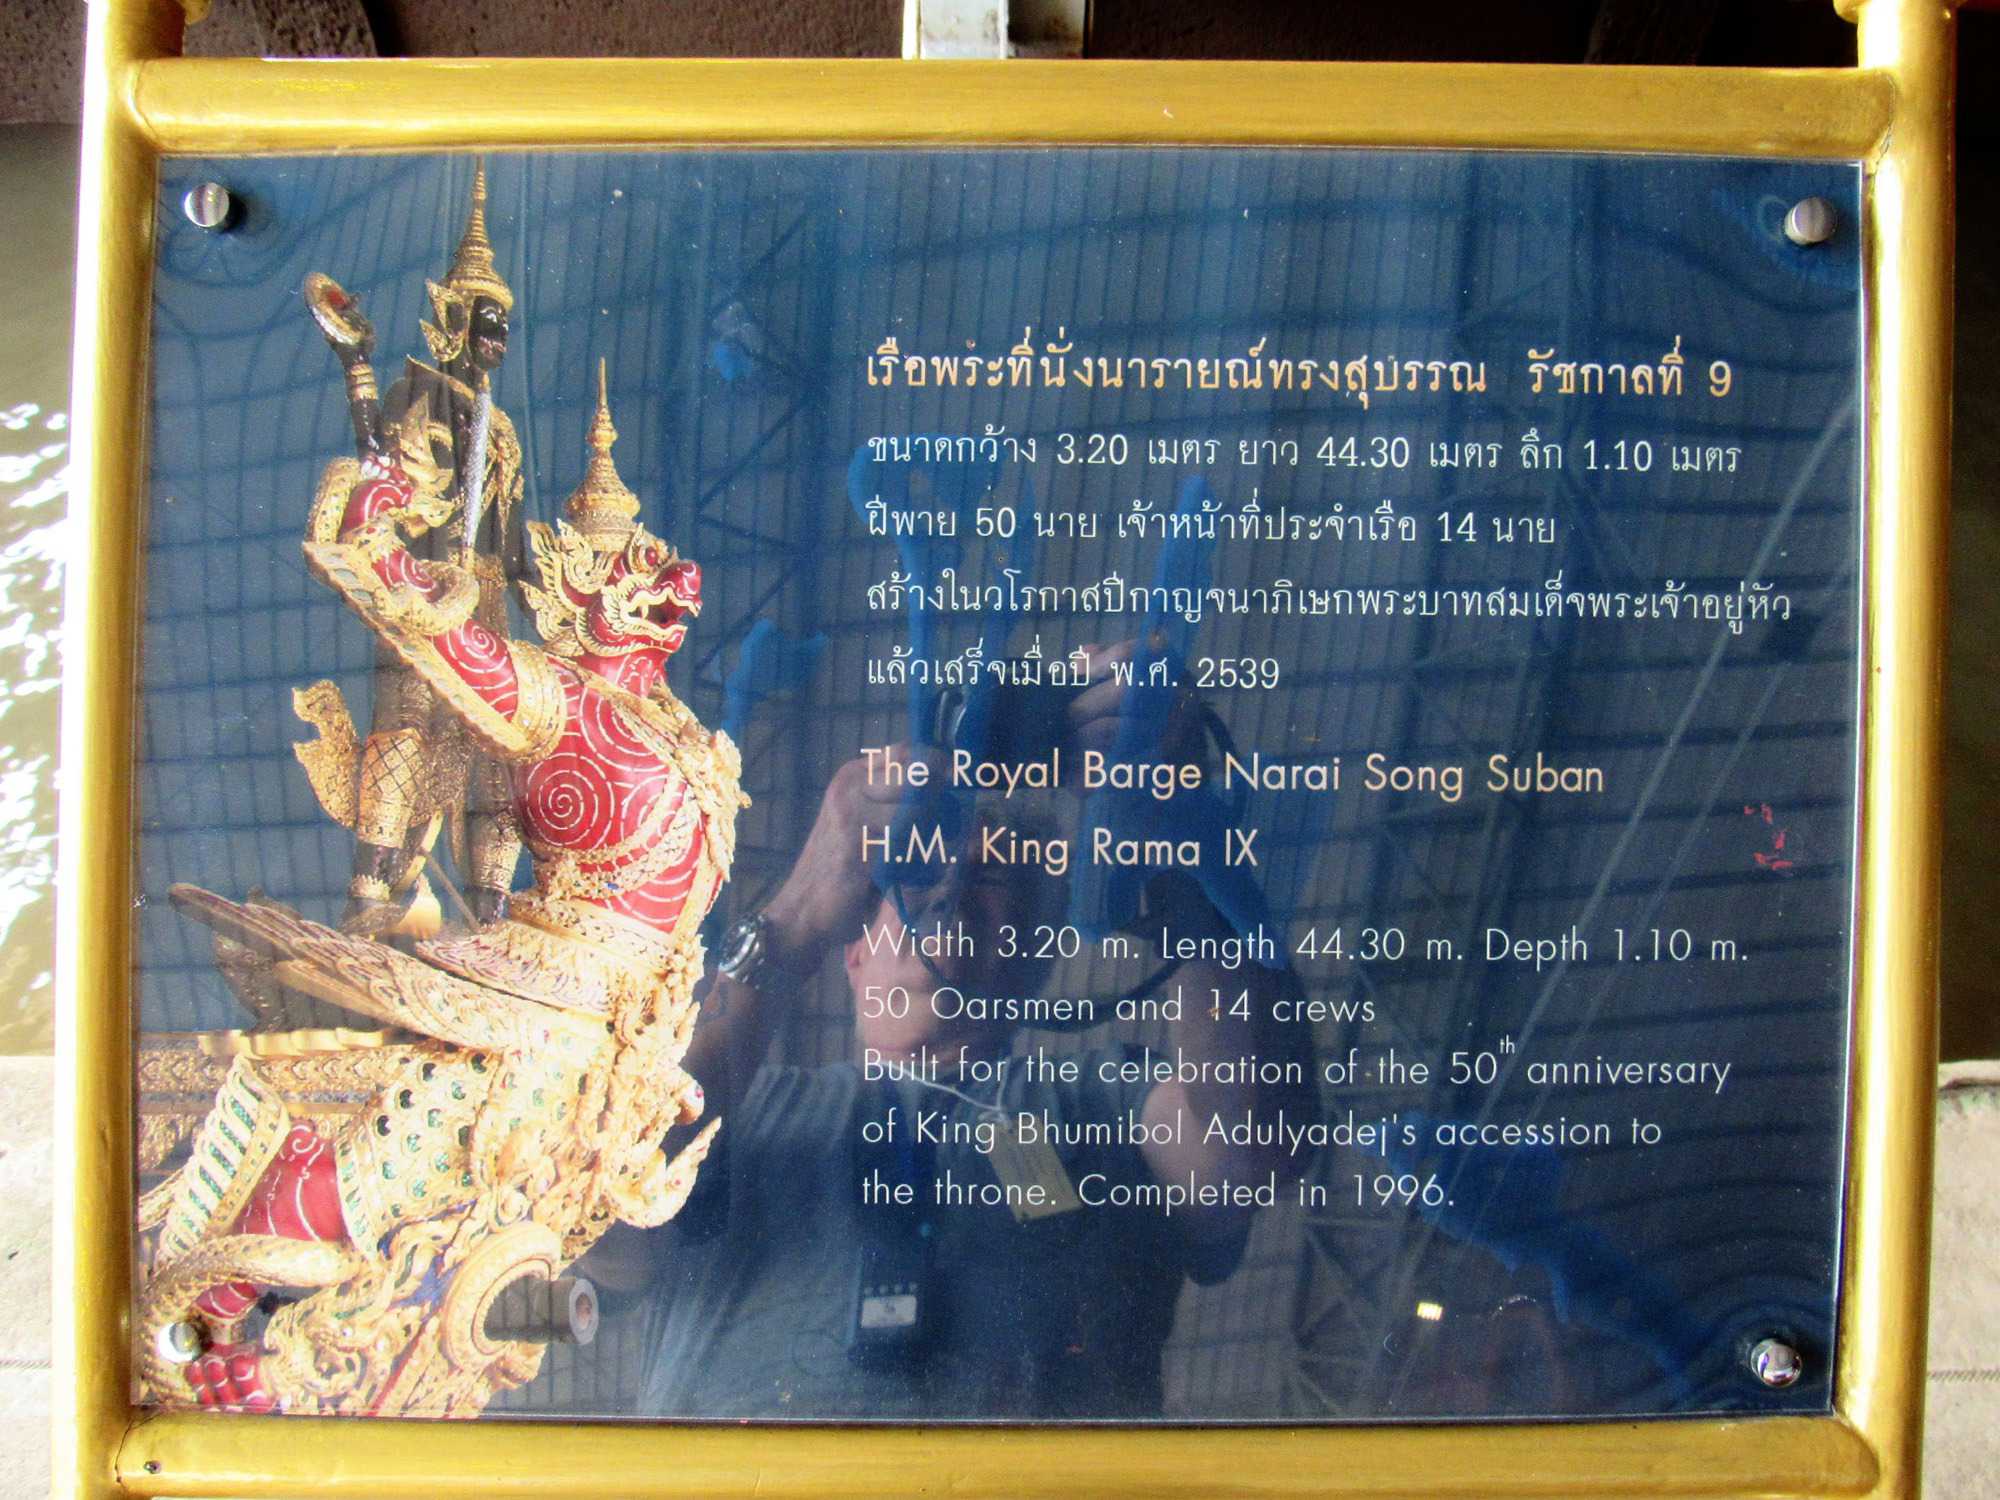 เรือพระที่นั่งนารายณ์ทรงสุบรรณ รัชกาลที่ 9
ขนาดกว้าง 3.20 เมตร ยาว 44.30 เมตร ลึก 1.10 เมตร
ฝีพาย 50 นาย เจ้าหน้าที่ประจำเรือ 14 นาย
สร้างในวโรกาสปีกาญจนาภิเษกพระบาทสมเด็จพระเจ้าอยู่หัว
แล้วเสร็จเมื่อปี พ.ศ. 2539
The Royal Barge Narai Song Suban
H.M. King Rama IX
Width 3.20 m. Length 44.30 m. Depth 1.10 m.
50 Oarsmen and 14 crews
Built for the celebration of the 50th anniversary
of King Bhumibol Adulyadej's accession to
the throne. Completed in 1996.